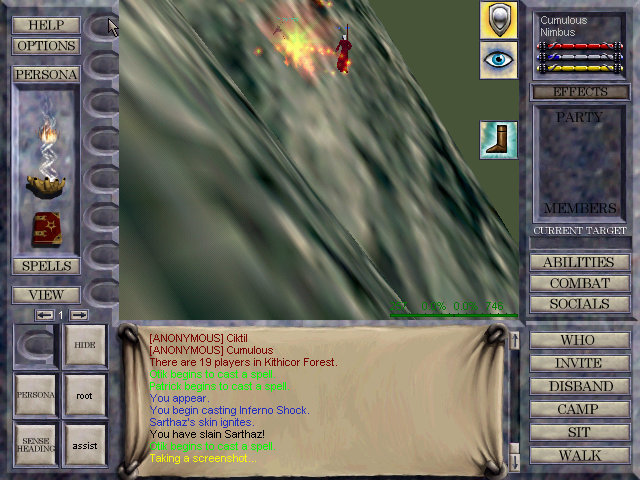 HELP
OPTIONS
PERSONA
SPELLS
VIEW
1
HIDE
PERSONA
root
SENSE
HEADING
assist
Cumulous
Nimbus
EFFECTS
PARTY
MEMBERS
CURRENT TARGET
ABILITIES
COMBAT
SOCIALS
WHO
INVITE
DISBAND
CAMP
SIT
WALK
[ANONYMOUS] Ciktil
[ANONYMOUS] Cumulous
There are 19 players in Kithicor Forest.
begins to cast a spell.
Patrick begins to cast a spell.
You appear.
You begin casting Inferno Shock.
Sarthaz's skin ignites.
You have slain Sarthaz!
begins to cast a spell.
Taking a screenshot...